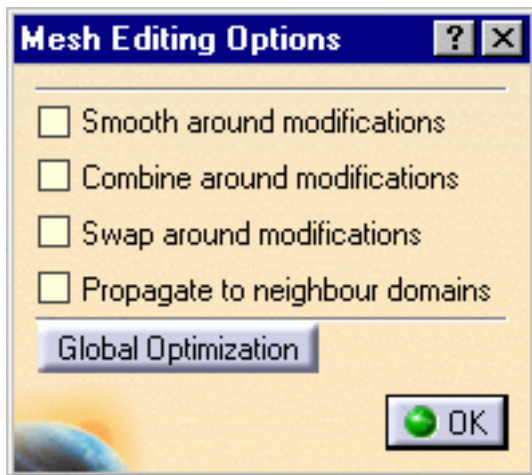 Mesh Editing Options ?
Smooth around modifications
Combine around modifications
Swap around modifications
Propagate to neighbour domains
Global Optimization
OK